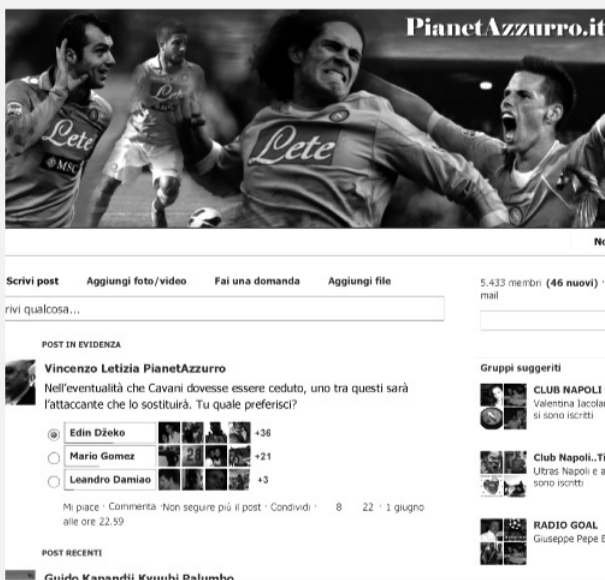 PianetAzzurro.it
Lete
Lete
Lete
MSC
Scrivi post Aggiungi foto/video Fai una domanda Aggiungi file
rivi qualcosa...
5.433 membri (46 nuovi) ·
mail
POST IN EVIDENZA
Vincenzo Letizia PianetAzzurro
Nell'eventualità che Cavani dovesse essere ceduto, uno tra questi sarà
l'attaccante che lo sostituirà. Tu quale preferisci?
Edin Džeko +36
Mario Gomez +21
Leandro Damiao +3
Mi piace · Commenta · Non seguire più il post · Condividi · 8 22 · 1 giugno
alle ore 22.59
POST RECENTI
Guido Kapandji Kyuubi Palumbo
Gruppi suggeriti
CLUB NAPOLI
Valentina Iacola
si sono iscritti
Club Napoli..Ti
Ultras Napoli e a
sono iscritti
RADIO GOAL
Giuseppe Pepe E